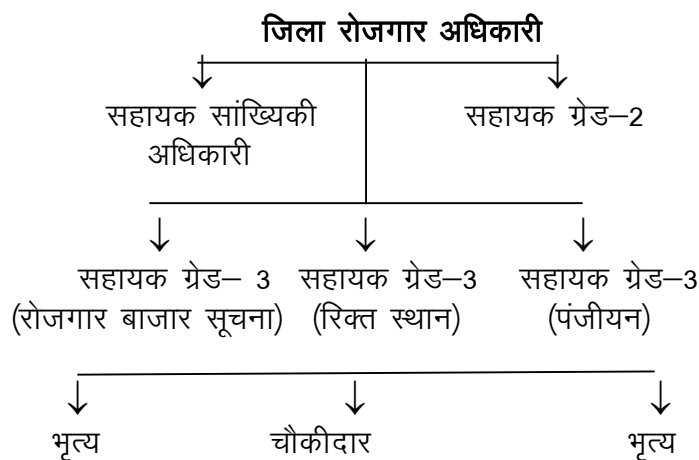 जिला रोजगार अधिकारी
सहायक सांख्यिकी सहायक ग्रेड–2
अधिकारी
सहायक ग्रेड– 3 सहायक ग्रेड–3 सहायक ग्रेड–3
(रोजगार बाजार सूचना) (रिक्त स्थान) (पंजीयन)
भृत्य चौकीदार भृत्य